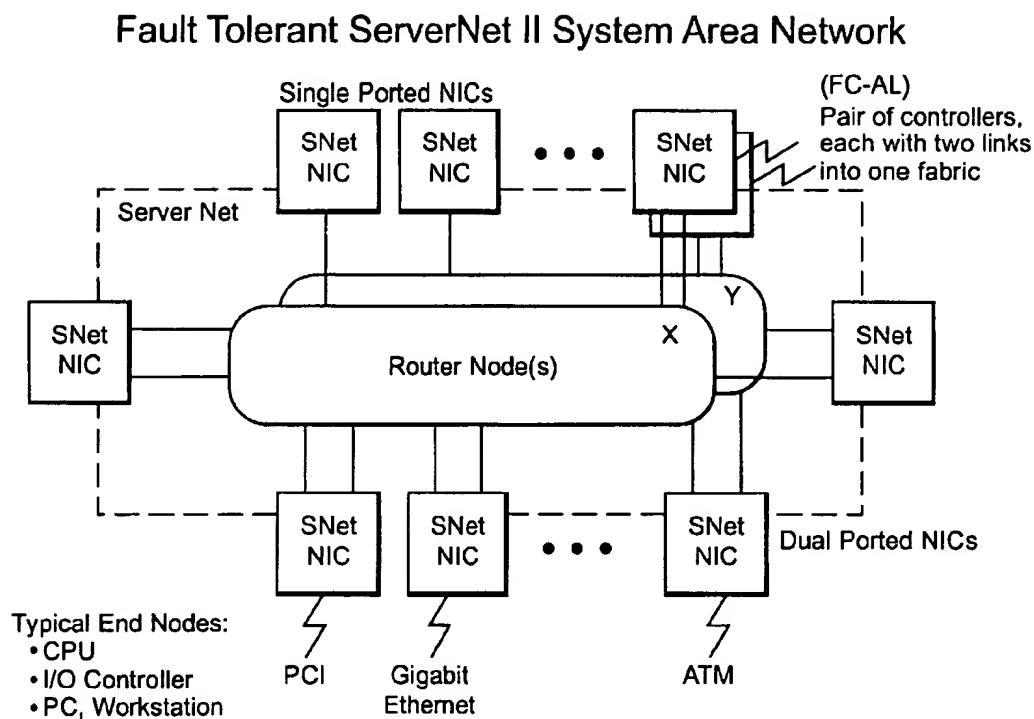 Fault Tolerant ServerNet II System Area Network
Single Ported NICs
(FC-AL)
Pair of controllers,
each with two links
into one fabric
SNet
NIC
SNet
NIC
SNet
NIC
Server Net
SNet
NIC
Y
X
Router Node(s)
SNet
NIC
SNet
NIC
SNet
NIC
SNet
NIC
Dual Ported NICs
Typical End Nodes:
• CPU
• I/O Controller
• PC, Workstation
PCI
Gigabit
Ethernet
ATM